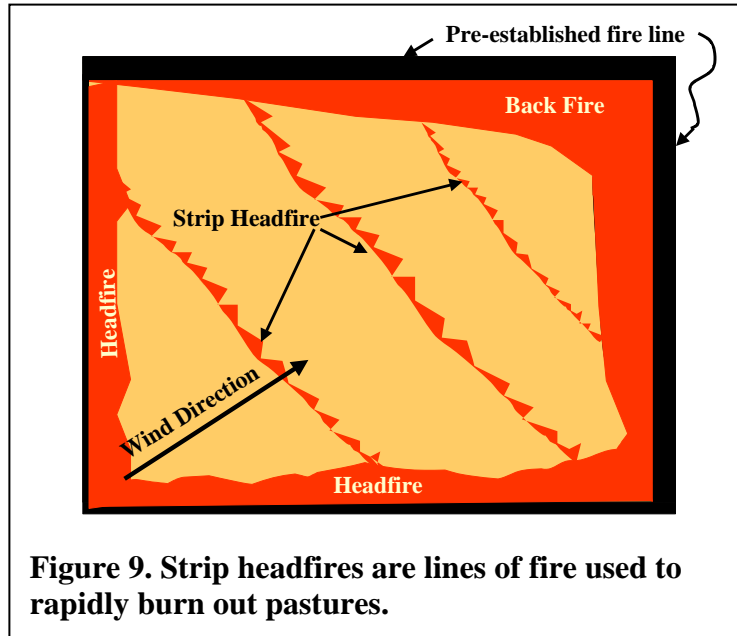 Pre-established fire line
Back Fire
Strip Headfire
Headfire
Wind Direction
Headfire
Figure 9. Strip headfires are lines of fire used to
rapidly burn out pastures.